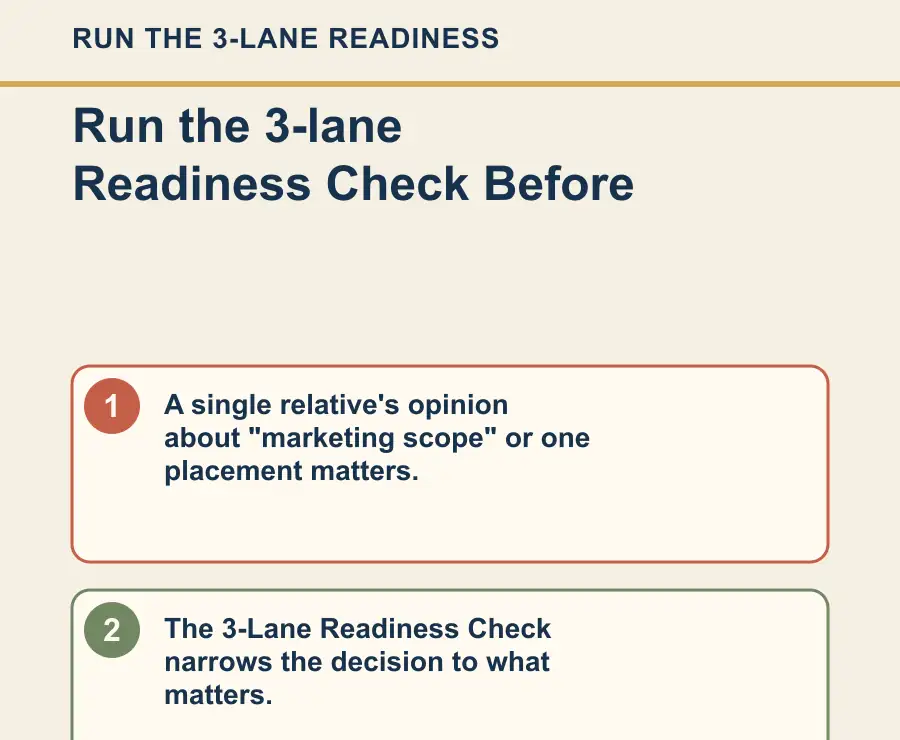 RUN THE 3-LANE READINESS
Run the 3-lane
Readiness Check Before
1
A single relative's opinion
about "marketing scope" or one
placement matters.
2
The 3-Lane Readiness Check
narrows the decision to what
matters.